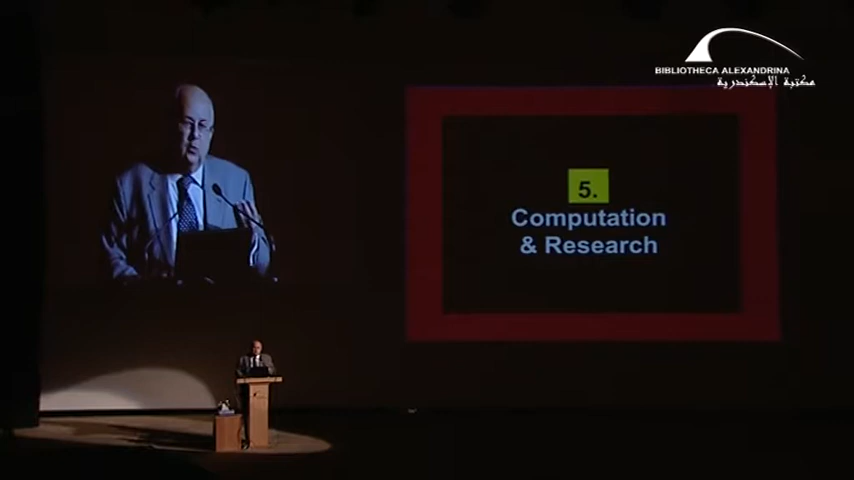 BIBLIOTHECA ALEXANDRINA
مكتبة الإسكندرية
5.
Computation
& Research